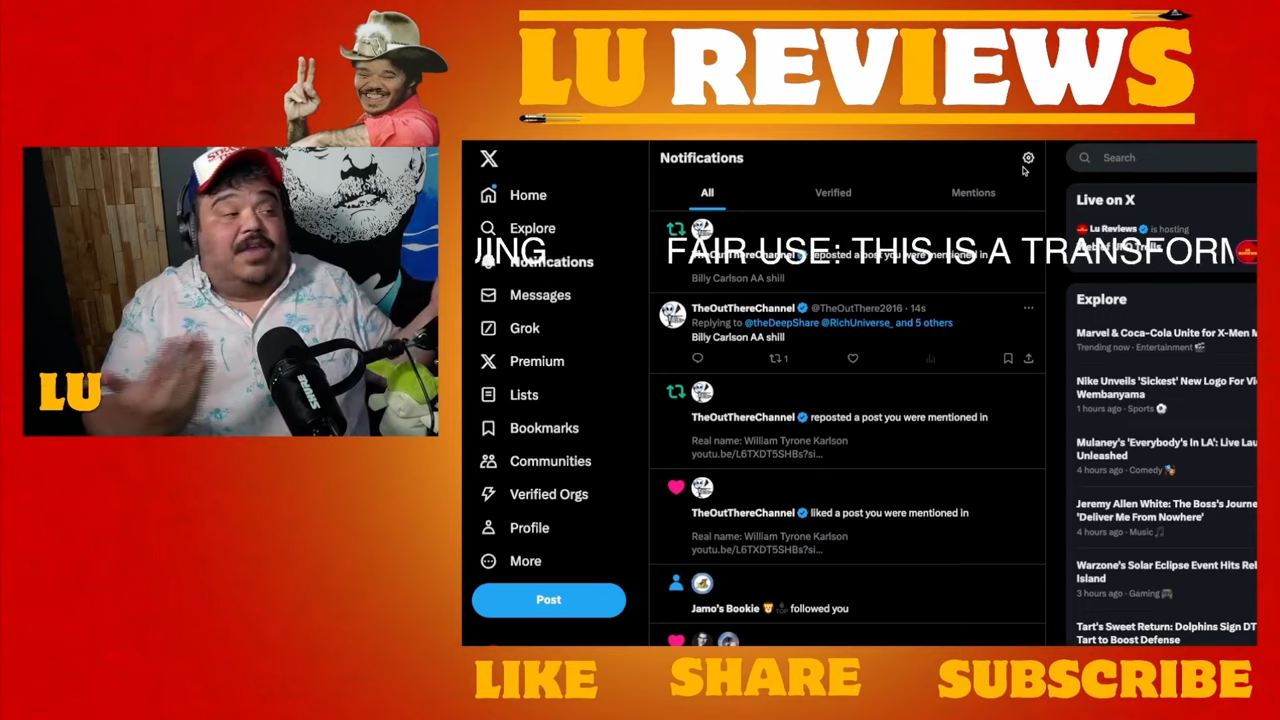 LU REVIEWS
LU
SHURE
X
Home
Explore
Notifications
Messages
Grok
Premium
Lists
Bookmarks
Communities
Verified Orgs
Profile
More
Post
Notifications
All
Verified
Mentions
JING FAIR USE: THIS IS A TRANSFORM
reposted a post you were mentioned in
Billy Carlson AA shill
TheOutThereChannel @TheOutThere2016 · 14s
Replying to @theDeepShare @RichUniverse_ and 5 others
Billy Carlson AA shill
1
TheOutThereChannel reposted a post you were mentioned in
Real name: William Tyrone Karlson
youtu.be/L6TXDT5SHBs?si...
TheOutThereChannel liked a post you were mentioned in
Real name: William Tyrone Karlson
youtu.be/L6TXDT5SHBs?si...
Jamo's Bookie followed you
Search
Live on X
Lu Reviews is hosting
Explore
Marvel & Coca-Cola Unite for X-Men M
Trending now · Entertainment
Nike Unveils 'Sickest' New Logo For Vi
Wembanyama
1 hours ago · Sports
Mulaney's 'Everybody's In LA': Live Lau
Unleashed
4 hours ago · Comedy
Jeremy Allen White: The Boss's Journe
'Deliver Me From Nowhere'
4 hours ago · Music
Warzone's Solar Eclipse Event Hits Rel
Island
3 hours ago · Gaming
Tart's Sweet Return: Dolphins Sign DT
Tart to Boost Defense
LIKE SHARE SUBSCRIBE